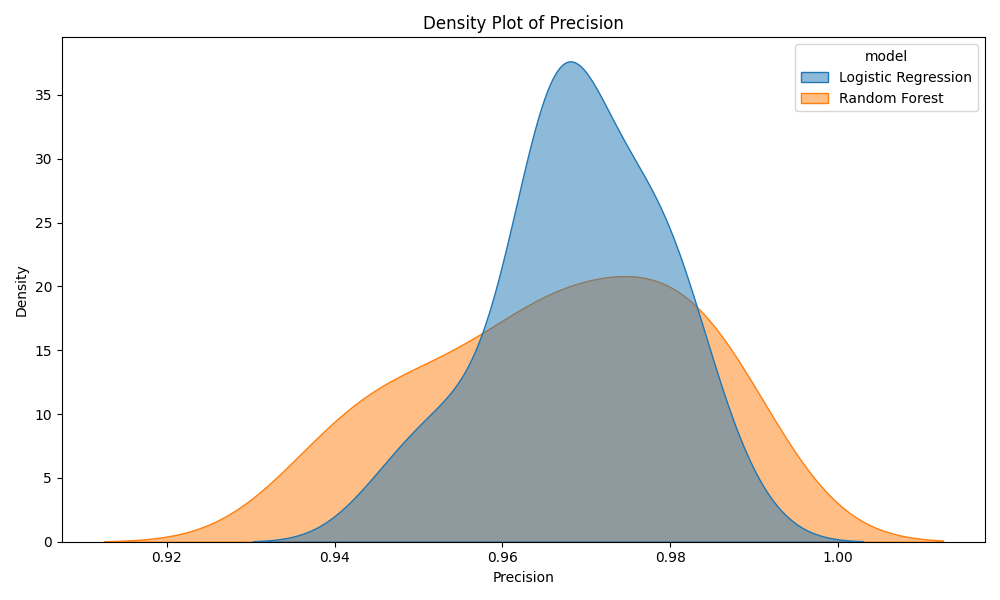 Density Plot of Precision
model
Logistic Regression
Random Forest
Density
35
30
25
20
15
10
5
0
0.92
0.94
0.96
0.98
1.00
Precision